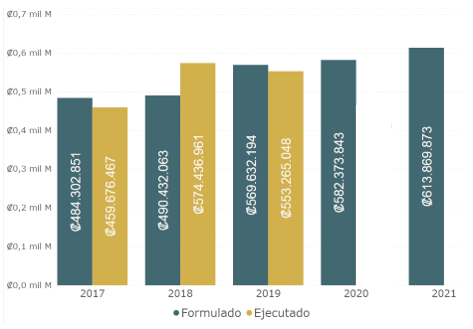 ₡0,7 mil M
₡0,6 mil M
₡0,5 mil M
₡0,4 mil M
₡0,3 mil M
₡0,2 mil M
₡0,1 mil M
₡0,0 mil M
₡484.302.851
₡459.676.467
₡490.432.063
₡574.436.961
₡569.632.194
₡553.265.048
₡582.373.843
₡613.869.873
2017 2018 2019 2020 2021
Formulado Ejecutado